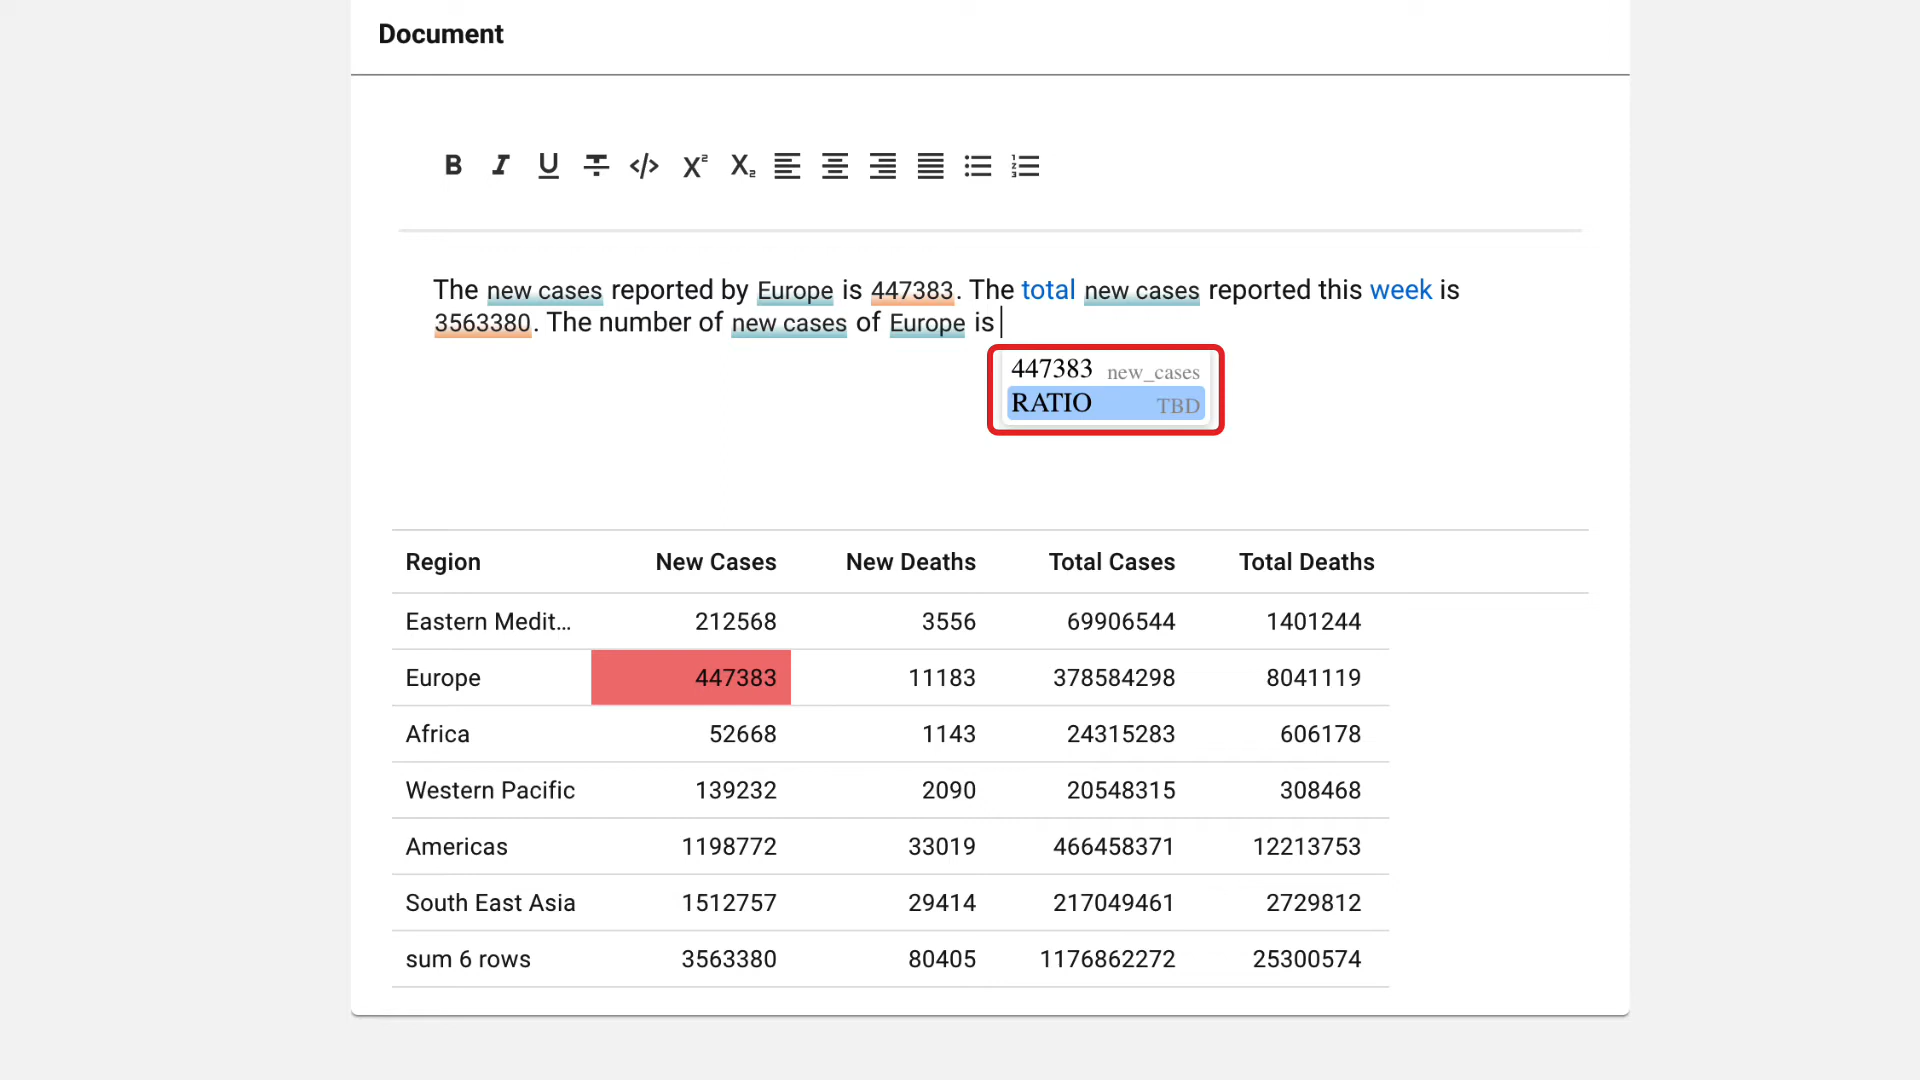 Document
B I U T </> X² X₂
The new cases reported by Europe is 447383. The total new cases reported this week is
3563380. The number of new cases of Europe is
447383 new_cases
RATIO TBD
Region New Cases New Deaths Total Cases Total Deaths
Eastern Medit... 212568 3556 69906544 1401244
Europe 447383 11183 378584298 8041119
Africa 52668 1143 24315283 606178
Western Pacific 139232 2090 20548315 308468
Americas 1198772 33019 466458371 12213753
South East Asia 1512757 29414 217049461 2729812
sum 6 rows 3563380 80405 1176862272 25300574